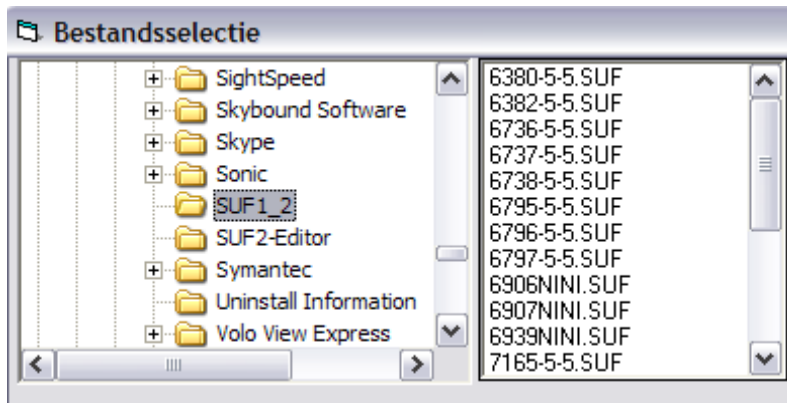 Bestandsselectie
SightSpeed
Skybound Software
Skype
Sonic
SUF1_2
SUF2-Editor
Symantec
Uninstall Information
Volo View Express
6380-5-5.SUF
6382-5-5.SUF
6736-5-5.SUF
6737-5-5.SUF
6738-5-5.SUF
6795-5-5.SUF
6796-5-5.SUF
6797-5-5.SUF
6906NINI.SUF
6907NINI.SUF
6939NINI.SUF
7165-5-5.SUF